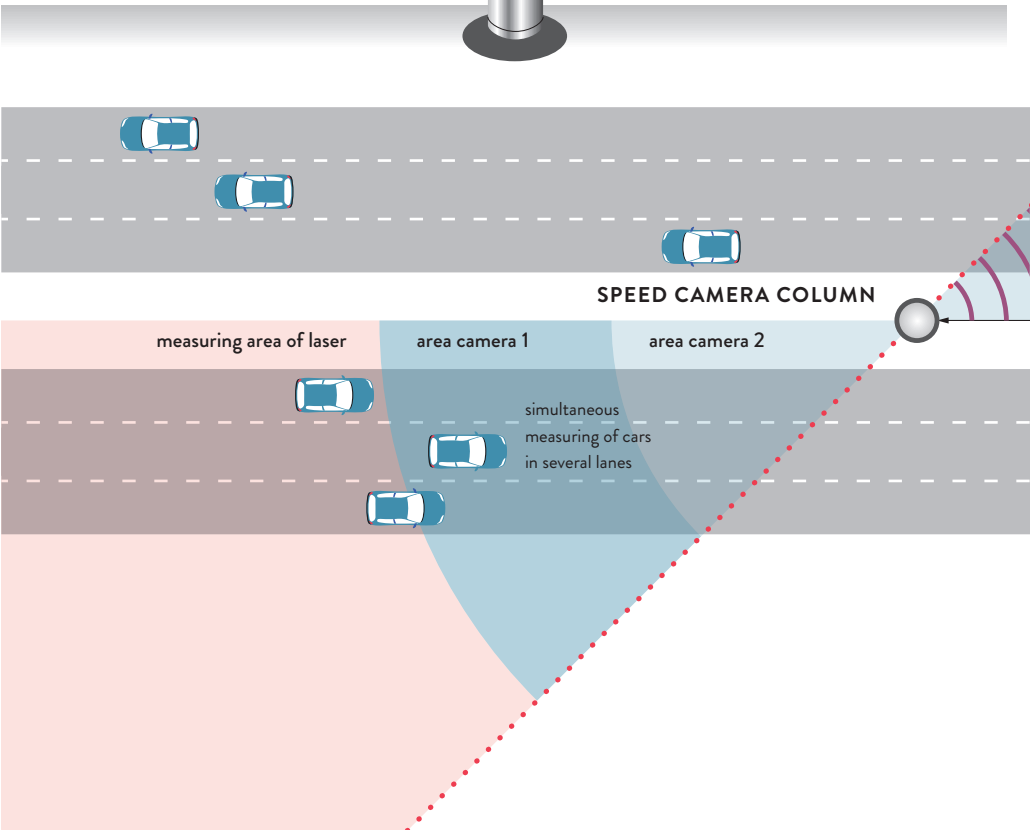 SPEED CAMERA COLUMN
measuring area of laser
area camera 1
area camera 2
simultaneous
measuring of cars
in several lanes